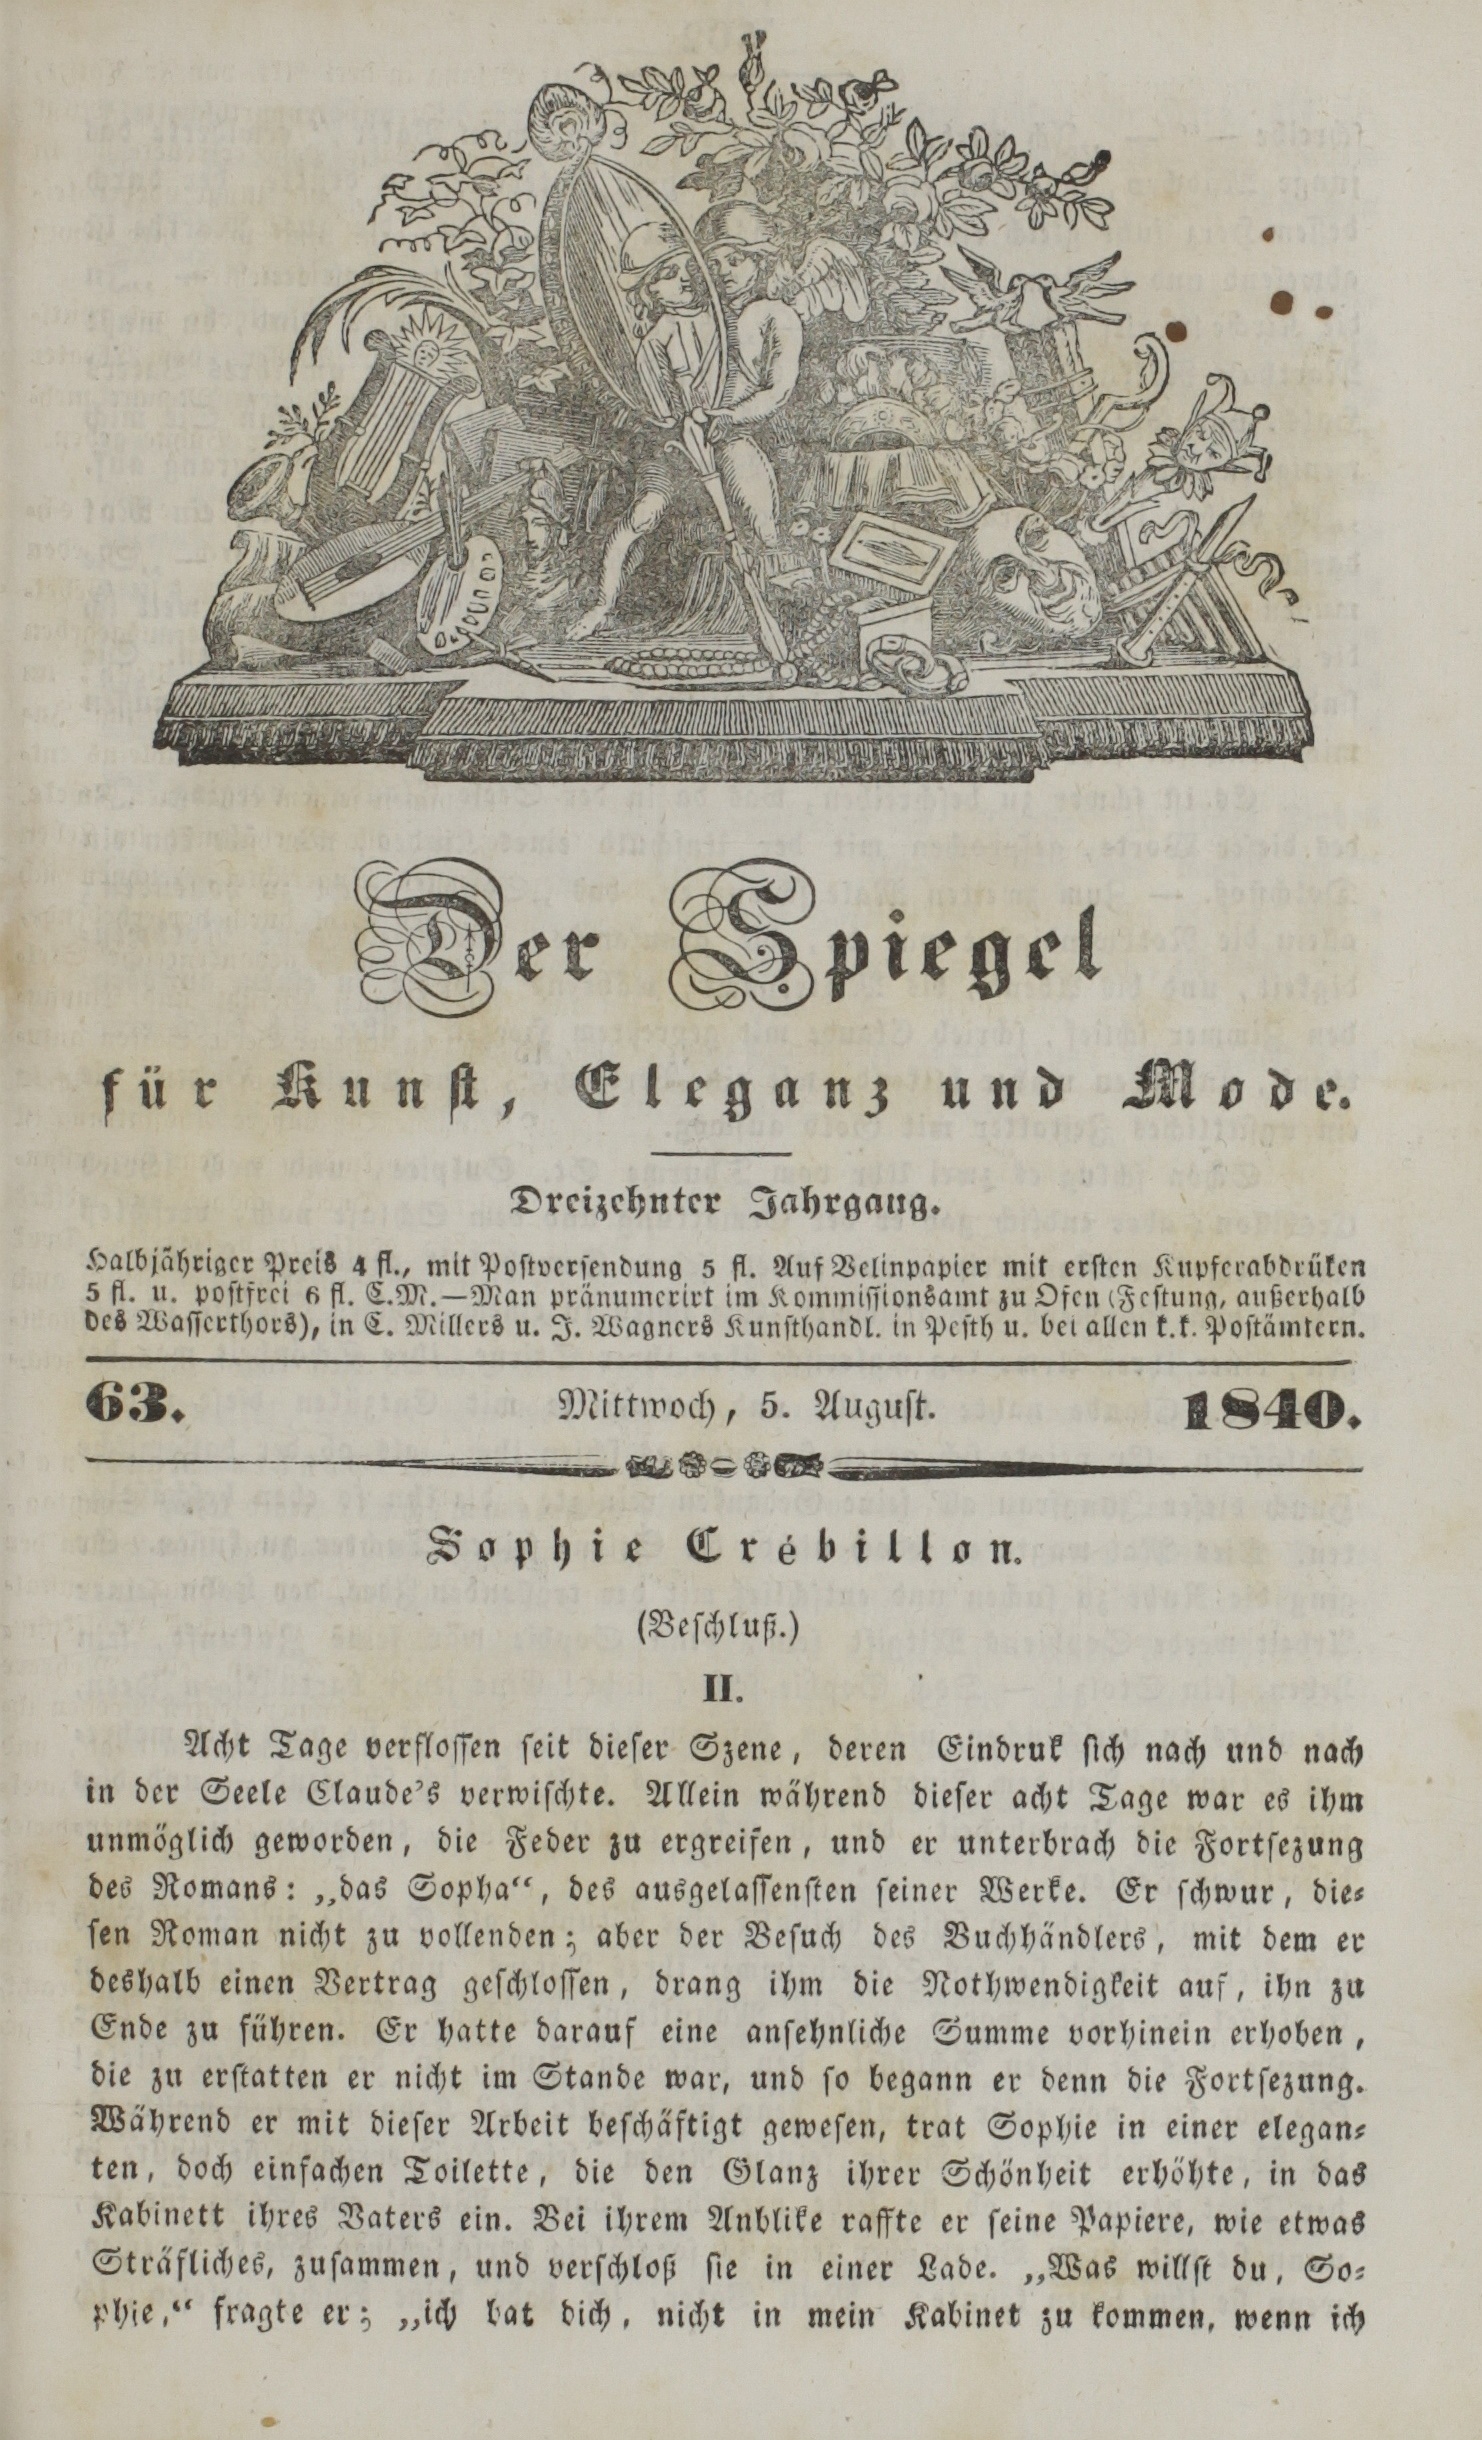 Der Spiegel
für Kunst, Eleganz und Mode.
Dreizehnter Jahrgang.
Halbjähriger Preis 4 fl., mit Postversendung 5 fl. Auf Velinpapier mit ersten Kupferabdrüken
5 fl. u. postfrei 6 fl. C.M.—Man pränumerirt im Kommissionsamt zu Ofen (Festung, außerhalb
des Wasserthors), in C. Millers u. J. Wagners Kunsthandl. in Pesth u. bei allen k.k. Postämtern.
63. Mittwoch, 5. August. 1840.
Sophie Crébillon.
(Beschluß.)
II.
Acht Tage verflossen seit dieser Szene, deren Eindruk sich nach und nach
in der Seele Claude's verwischte. Allein während dieser acht Tage war es ihm
unmöglich geworden, die Feder zu ergreifen, und er unterbrach die Fortsezung
des Romans: „das Sopha“, des ausgelassensten seiner Werke. Er schwur, die-
sen Roman nicht zu vollenden; aber der Besuch des Buchhändlers, mit dem er
deshalb einen Vertrag geschlossen, drang ihm die Nothwendigkeit auf, ihn zu
Ende zu führen. Er hatte darauf eine ansehnliche Summe vorhinein erhoben,
die zu erstatten er nicht im Stande war, und so begann er denn die Fortsezung.
Während er mit dieser Arbeit beschäftigt gewesen, trat Sophie in einer elegan-
ten, doch einfachen Toilette, die den Glanz ihrer Schönheit erhöhte, in das
Kabinett ihres Vaters ein. Bei ihrem Anblike raffte er seine Papiere, wie etwas
Sträfliches, zusammen, und verschloß sie in einer Lade. „Was willst du, So-
phie,“ fragte er; „ich bat dich, nicht in mein Kabinet zu kommen, wenn ich